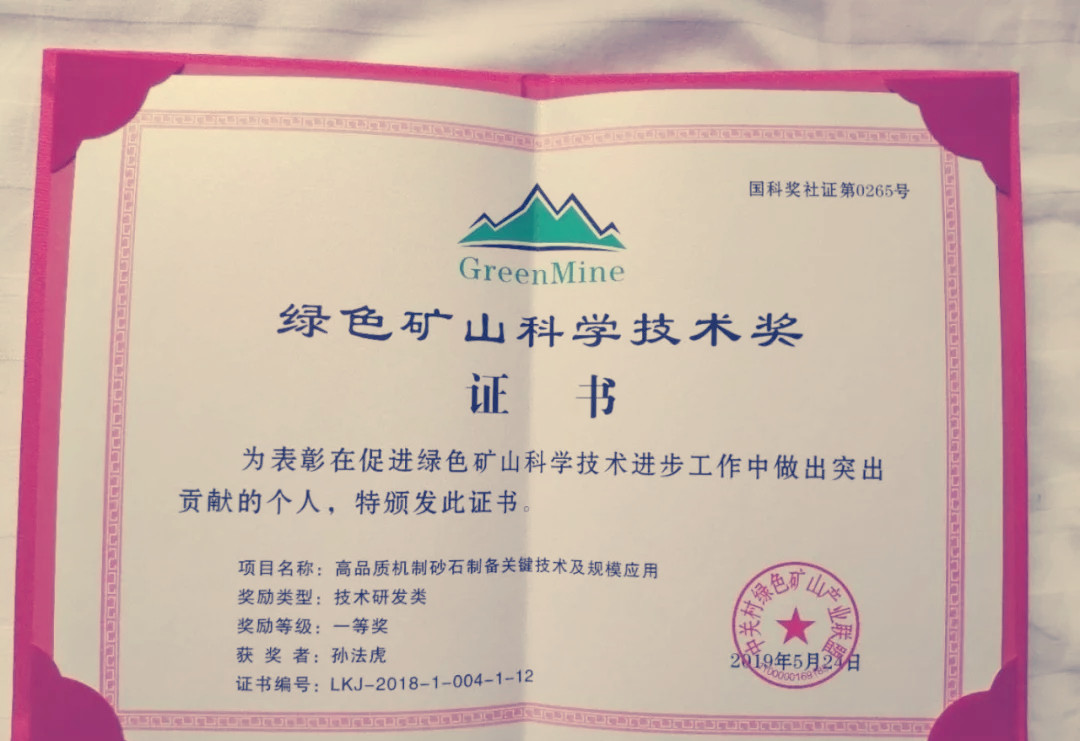 国科奖社证第0265号
GreenMine
绿色矿山科学技术奖
证 书
为表彰在促进绿色矿山科学技术进步工作中做出突出
贡献的个人，特颁发此证书。
项目名称：高品质机制砂石制备关键技术及规模应用
奖励类型：技术研发类
奖励等级：一等奖
获 奖 者：孙法虎
证书编号：LKJ-2018-1-004-1-12
中关村绿色矿山产业联盟
2019年5月24日